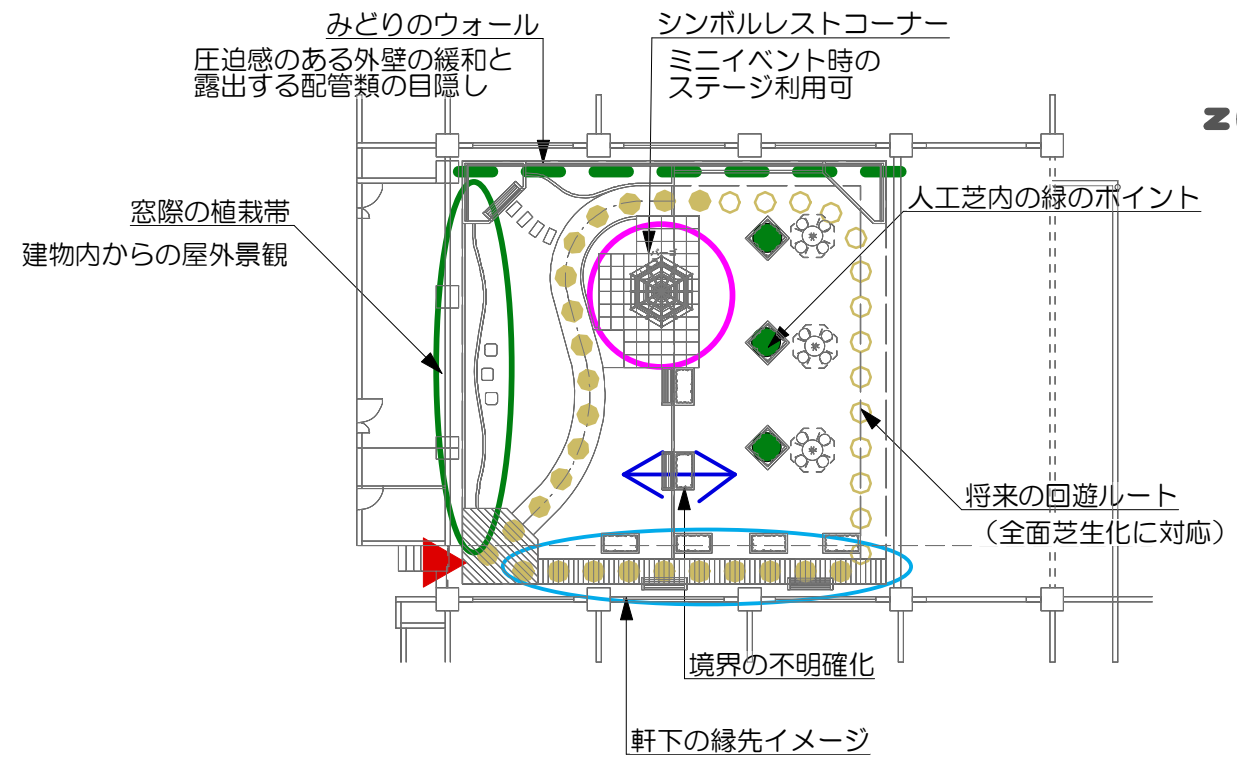 みどりのウォール
圧迫感のある外壁の緩和と
露出する配管類の目隠し
シンボルレストコーナー
ミニイベント時の
ステージ利用可
窓際の植栽帯
建物内からの屋外景観
人工芝内の緑のポイント
将来の回遊ルート
（全面芝生化に対応）
境界の不明確化
軒下の縁先イメージ